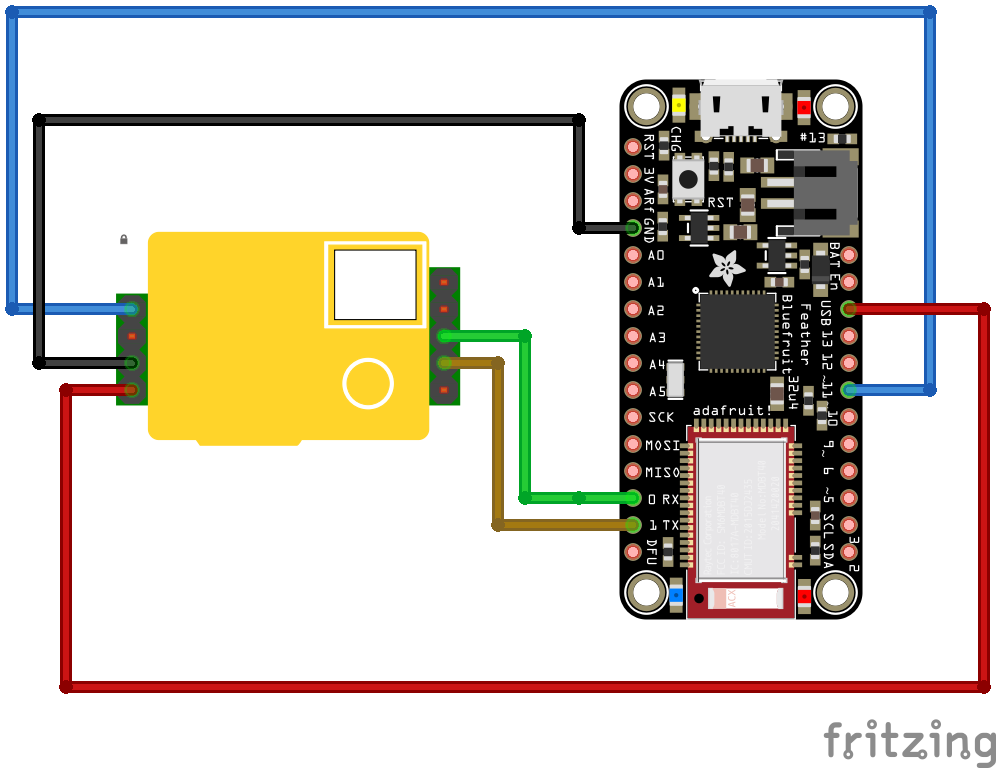 #13
CHG
RST
3V
ARf
GND
RST
A0
A1
A2
A3
A4
A5
SCK
MOSI
MISO
0 RX
1 TX
DFU
BAT
En
USB
13
12
~11
~10
9~
6
~5
SCL 3
SDA 2
Feather
Bluefruit
32u4
adafruit!
ACX
fritzing